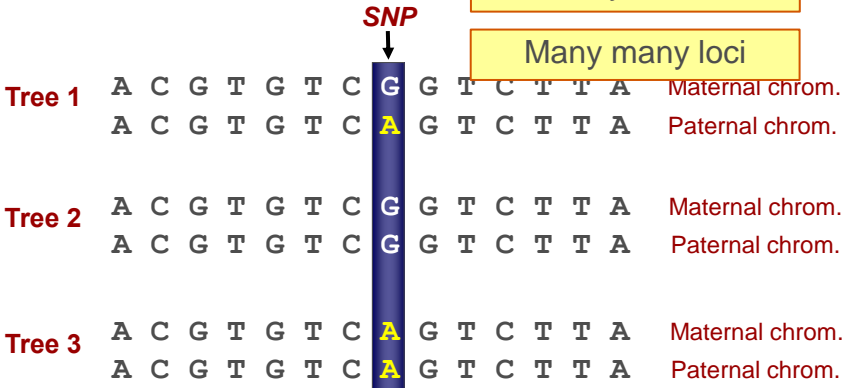 SNP
Many many loci
Tree 1 A C G T G T C G G T C T T A Maternal chrom.
A C G T G T C A G T C T T A Paternal chrom.
Tree 2 A C G T G T C G G T C T T A Maternal chrom.
A C G T G T C G G T C T T A Paternal chrom.
Tree 3 A C G T G T C A G T C T T A Maternal chrom.
A C G T G T C A G T C T T A Paternal chrom.